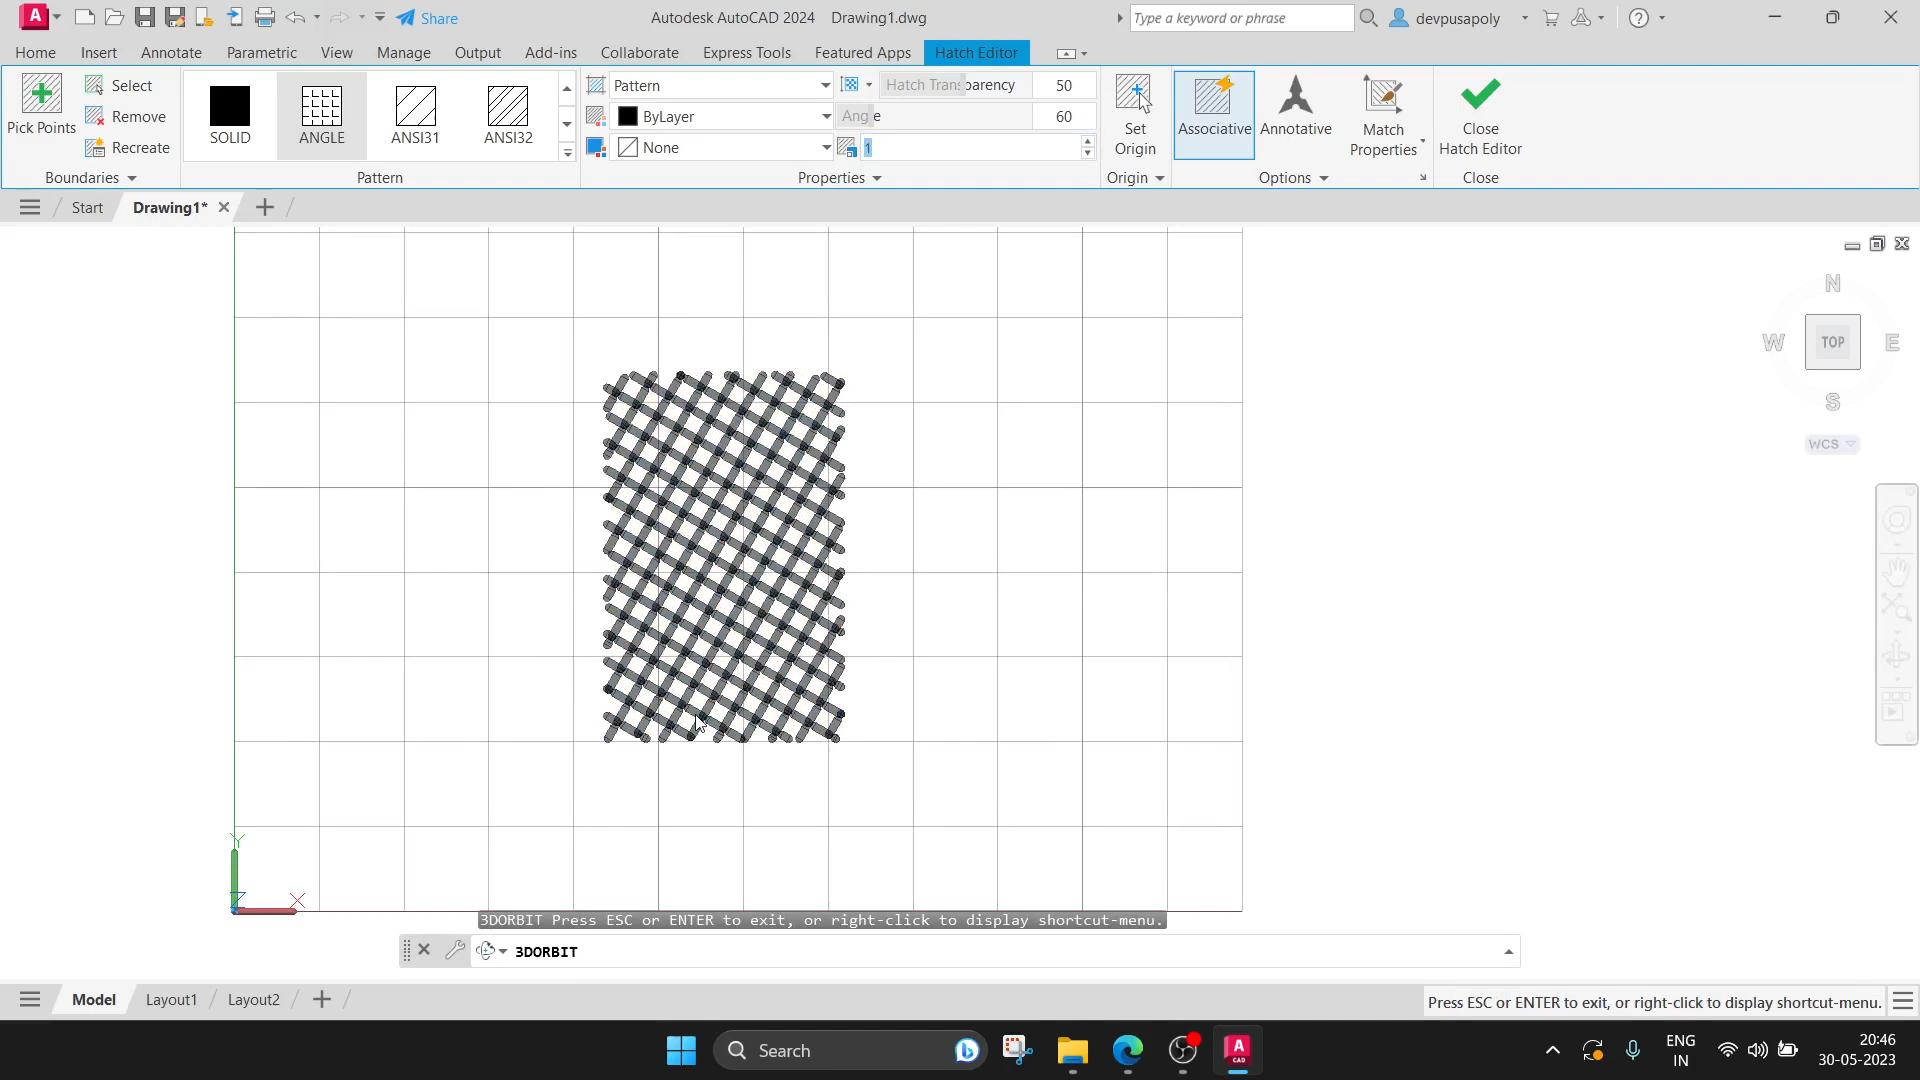 A
Share
Autodesk AutoCAD 2024 Drawing1.dwg
Type a keyword or phrase
devpusapoly
Home Insert Annotate Parametric View Manage Output Add-ins Collaborate Express Tools Featured Apps Hatch Editor
Pick Points
Select
Remove
Recreate
Boundaries
SOLID
ANGLE
ANSI31
ANSI32
Pattern
Pattern
ByLayer
None
Hatch Transparency 50
Angle 60
1
Properties
Set
Origin
Origin
Associative
Annotative
Match
Properties
Options
Close
Hatch Editor
Close
Start
Drawing1*
N
W
TOP
E
S
WCS
Y
X
3DORBIT Press ESC or ENTER to exit, or right-click to display shortcut-menu.
3DORBIT
Model
Layout1
Layout2
Press ESC or ENTER to exit, or right-click to display shortcut-menu.
Search
A
CAD
ENG
IN
20:46
30-05-2023